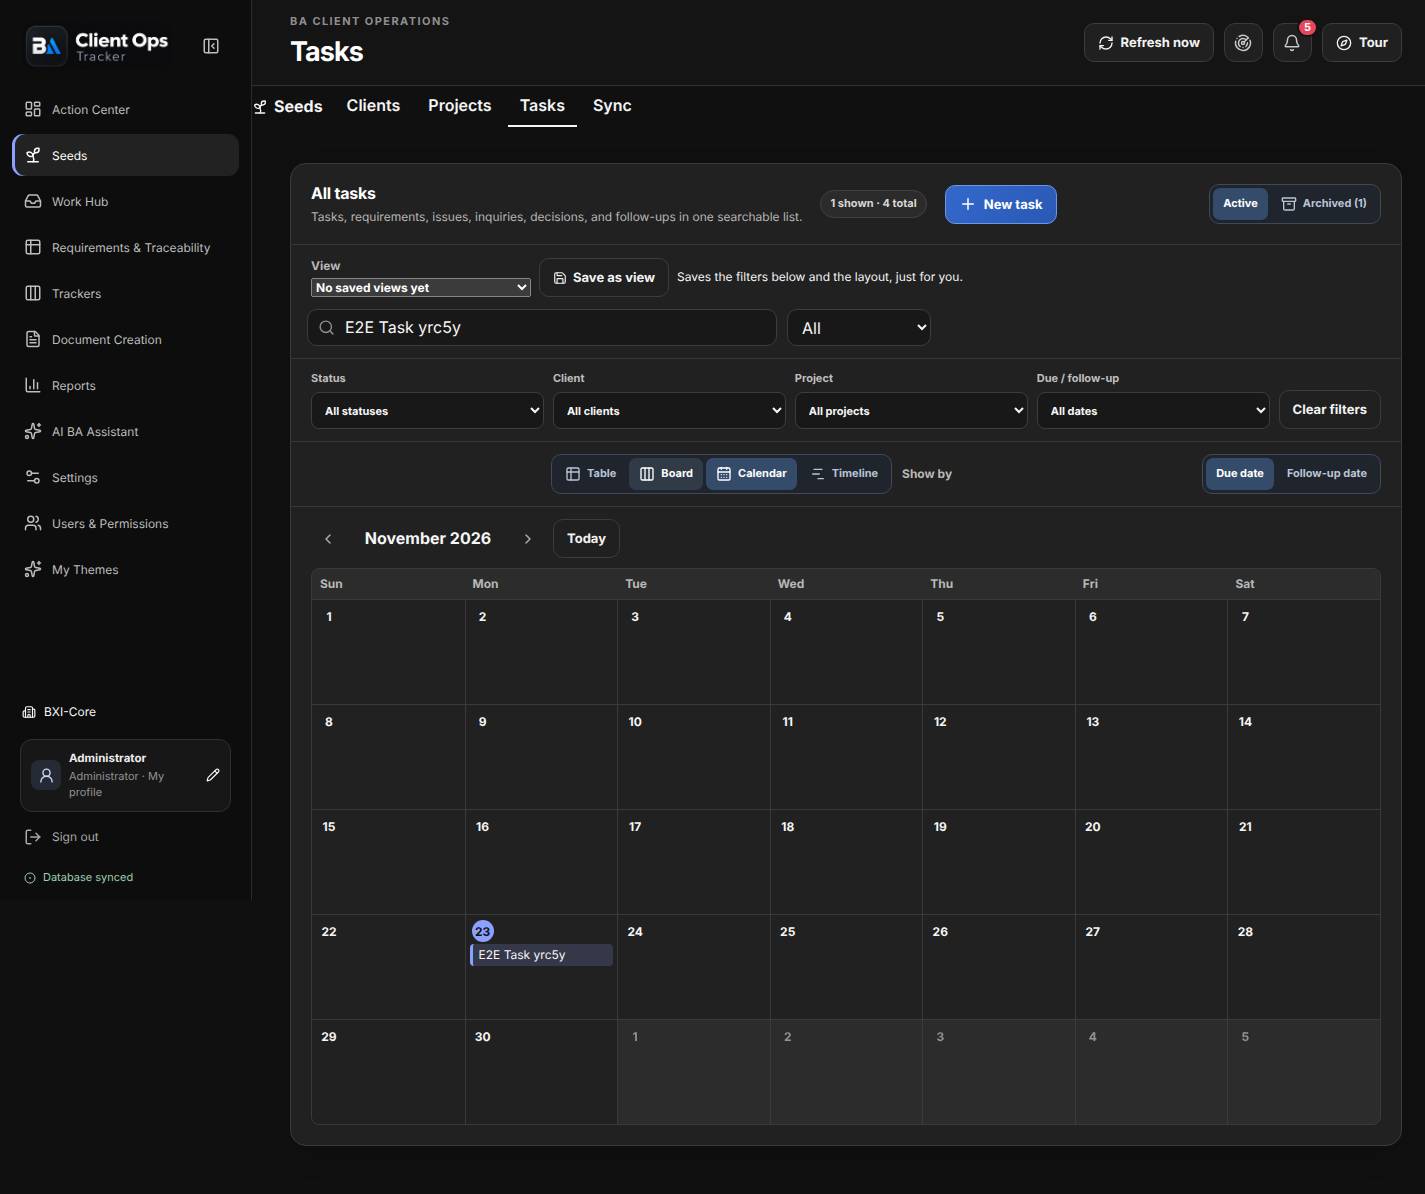 BA Client Ops
Tracker
Action Center
Seeds
Work Hub
Requirements & Traceability
Trackers
Document Creation
Reports
AI BA Assistant
Settings
Users & Permissions
My Themes
BXI-Core
Administrator
Administrator · My
profile
Sign out
Database synced
BA CLIENT OPERATIONS
Tasks
Refresh now
5
Tour
Seeds Clients Projects Tasks Sync
All tasks
Tasks, requirements, issues, inquiries, decisions, and follow-ups in one searchable list.
1 shown · 4 total
New task
Active Archived (1)
View
No saved views yet
Save as view
Saves the filters below and the layout, just for you.
E2E Task yrc5y
All
Status Client Project Due / follow-up
All statuses All clients All projects All dates Clear filters
Table Board Calendar Timeline Show by Due date Follow-up date
November 2026 Today
Sun Mon Tue Wed Thu Fri Sat
1 2 3 4 5 6 7
8 9 10 11 12 13 14
15 16 17 18 19 20 21
22 23 24 25 26 27 28
E2E Task yrc5y
29 30 1 2 3 4 5